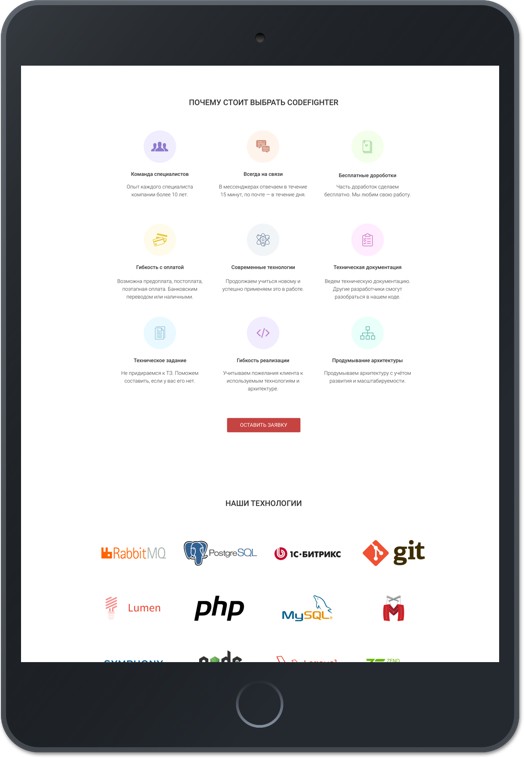 ПОЧЕМУ СТОИТ ВЫБРАТЬ CODEFIGHTER
Команда специалистов
Опыт каждого специалиста
компании более 10 лет.
Всегда на связи
В мессенджерах отвечаем в течение
15 минут, по почте — в течение дня.
Бесплатные доработки
Часть доработок сделаем
бесплатно. Мы любим свою работу.
Гибкость с оплатой
Возможна предоплата, постоплата,
поэтапная оплата. Банковским
переводом или наличными.
Современные технологии
Продолжаем учиться новому и
успешно применяем это в работе.
Техническая документация
Ведем техническую документацию.
Другие разработчики смогут
разобраться в нашем коде.
Техническое задание
Не придираемся к ТЗ. Поможем
составить, если у вас его нет.
Гибкость реализации
Учитываем пожелания клиента к
используемым технологиям и
архитектуре.
Продумывание архитектуры
Продумываем архитектуру с учётом
развития и масштабируемости.
ОСТАВИТЬ ЗАЯВКУ
НАШИ ТЕХНОЛОГИИ
RabbitMQ
PostgreSQL
1С·БИТРИКС
git
Lumen
php
MySQL
M
SYMPHONY
node
Laravel